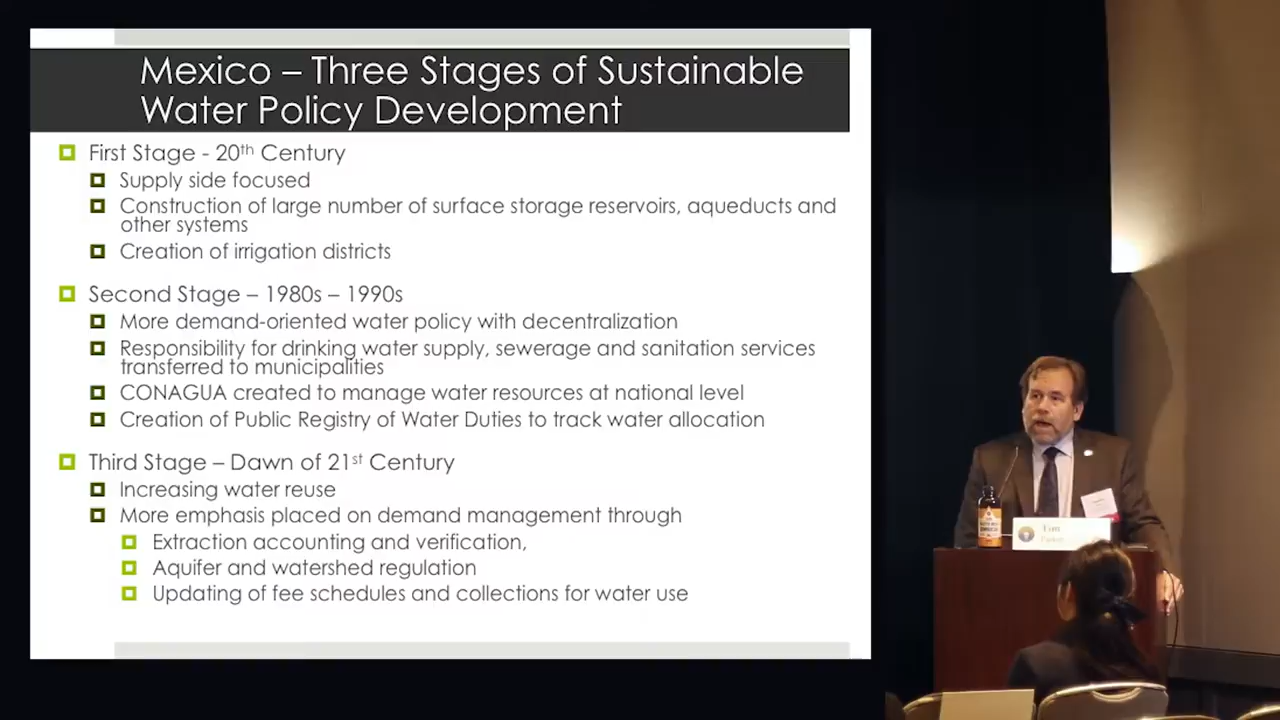 Mexico – Three Stages of Sustainable
Water Policy Development
First Stage - 20th Century
Supply side focused
Construction of large number of surface storage reservoirs, aqueducts and
other systems
Creation of irrigation districts
Second Stage – 1980s – 1990s
More demand-oriented water policy with decentralization
Responsibility for drinking water supply, sewerage and sanitation services
transferred to municipalities
CONAGUA created to manage water resources at national level
Creation of Public Registry of Water Duties to track water allocation
Third Stage – Dawn of 21st Century
Increasing water reuse
More emphasis placed on demand management through
Extraction accounting and verification,
Aquifer and watershed regulation
Updating of fee schedules and collections for water use